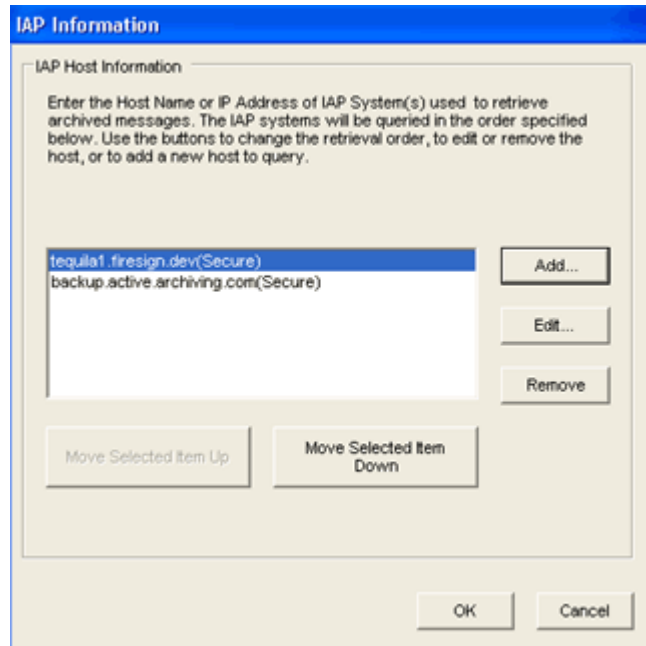 IAP Information
IAP Host Information
Enter the Host Name or IP Address of IAP System(s) used to retrieve
archived messages. The IAP systems will be queried in the order specified
below. Use the buttons to change the retrieval order, to edit or remove the
host, or to add a new host to query.
tequila1.firesign.dev(Secure)
backup.active.archiving.com(Secure)
Add...
Edit...
Remove
Move Selected Item Up
Move Selected Item
Down
OK
Cancel